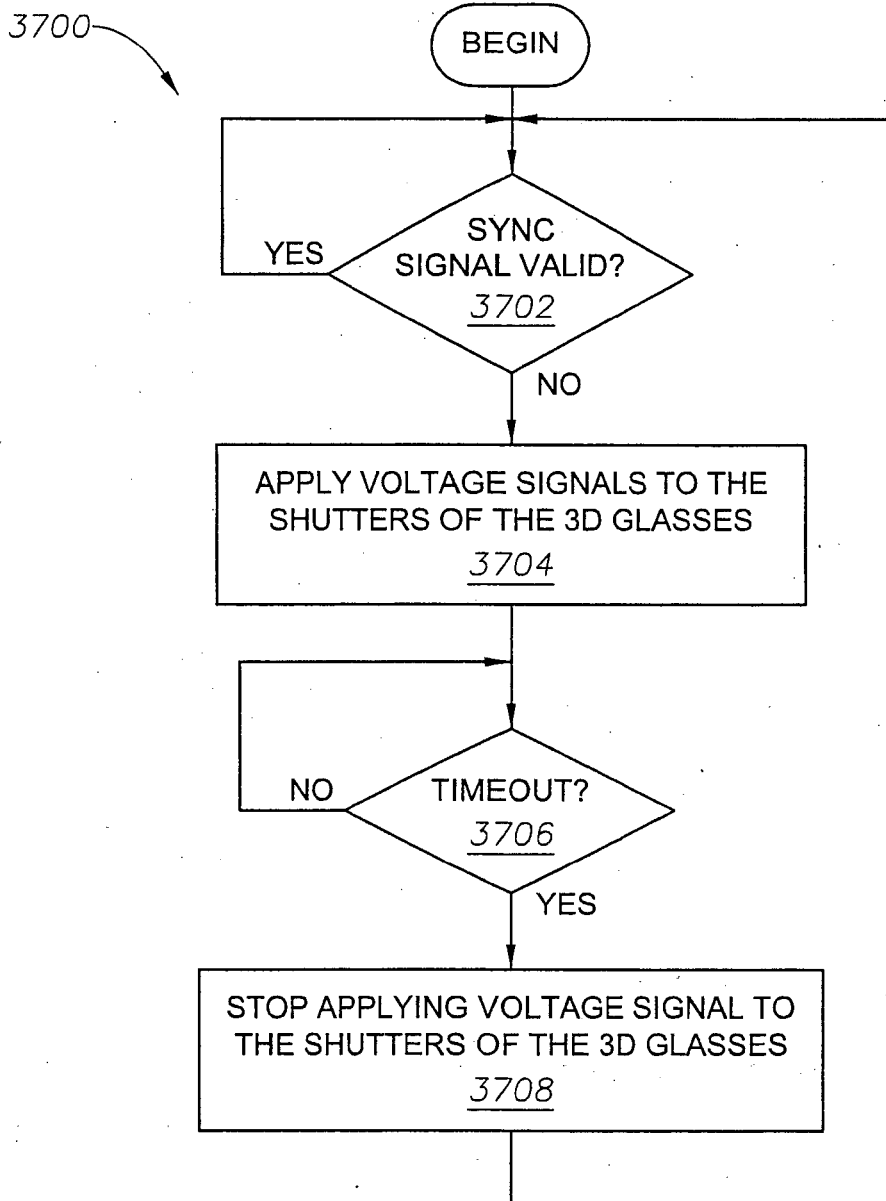 3700
BEGIN
SYNC
SIGNAL VALID?
3702
YES
NO
APPLY VOLTAGE SIGNALS TO THE
SHUTTERS OF THE 3D GLASSES
3704
TIMEOUT?
3706
NO
YES
STOP APPLYING VOLTAGE SIGNAL TO
THE SHUTTERS OF THE 3D GLASSES
3708